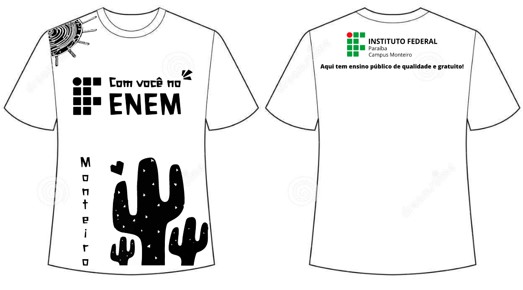 Com você no
ENEM
Monteiro
INSTITUTO FEDERAL
Paraíba
Campus Monteiro
Aqui tem ensino público de qualidade e gratuito!